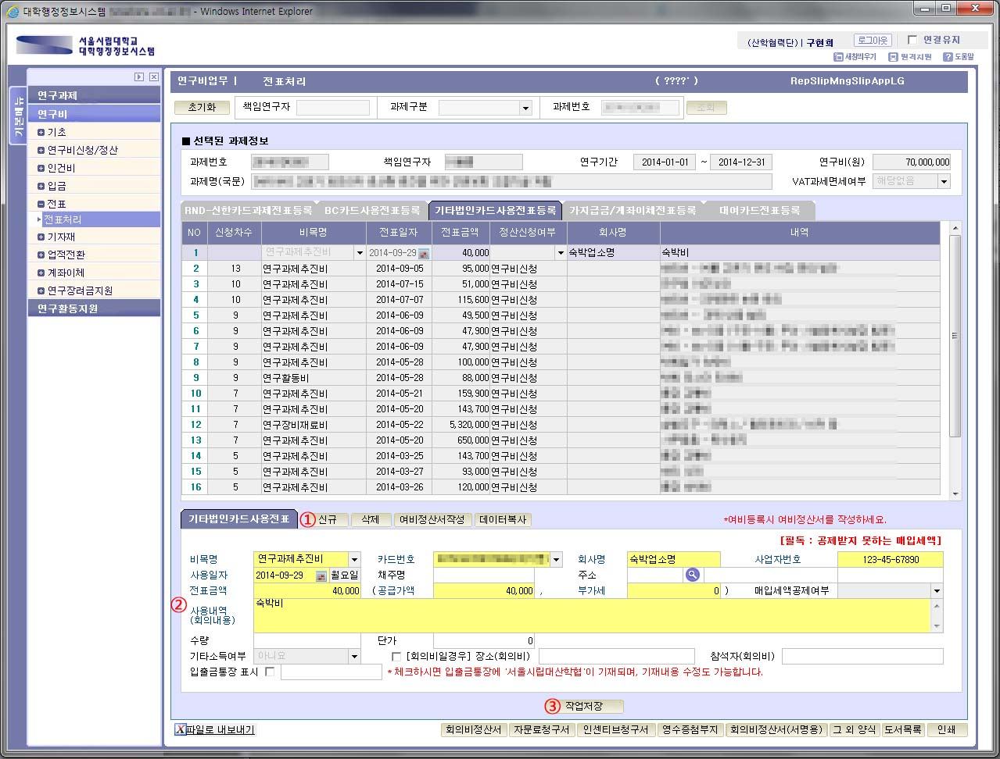 대학행정정보시스템 - Windows Internet Explorer
서울시립대학교
대학행정정보시스템
(산학협력단) | 구현희 로그아웃 연결유지
새창띄우기 원격지원 도움말
기본메뉴
연구과제
연구비
기초
연구비신청/정산
인건비
입금
전표
전표처리
기자재
업적전환
계좌이체
연구장려금지원
연구활동지원
연구비업무 | 전표처리 ( ????' ) RepSlipMngSlipAppLG
초기화 책임연구자 과제구분 과제번호 조회
■ 선택된 과제정보
과제번호 책임연구자 연구기간 2014-01-01 ~ 2014-12-31 연구비(원) 70,000,000
과제명(국문) VAT과세면세여부 해당없음
RND-신한카드과제전표등록 BC카드사용전표등록 기타법인카드사용전표등록 가지급금/계좌이체전표등록 대여카드전표등록
NO 신청차수 비목명 전표일자 전표금액 정산신청여부 회사명 내역
1 연구과제추진비 2014-09-29 40,000 숙박업소명 숙박비
2 13 연구과제추진비 2014-09-05 95,000 연구비신청
3 10 연구과제추진비 2014-07-15 51,000 연구비신청
4 10 연구과제추진비 2014-07-07 115,600 연구비신청
5 9 연구과제추진비 2014-06-09 49,500 연구비신청
6 9 연구과제추진비 2014-06-09 47,900 연구비신청
7 9 연구과제추진비 2014-06-09 47,900 연구비신청
8 9 연구과제추진비 2014-05-28 100,000 연구비신청
9 9 연구활동비 2014-05-28 88,000 연구비신청
10 7 연구과제추진비 2014-05-21 159,900 연구비신청
11 7 연구과제추진비 2014-05-20 143,700 연구비신청
12 7 연구장비재료비 2014-05-22 5,320,000 연구비신청
13 7 연구과제추진비 2014-05-20 650,000 연구비신청
14 5 연구과제추진비 2014-03-25 143,700 연구비신청
15 5 연구과제추진비 2014-03-27 93,000 연구비신청
16 5 연구과제추진비 2014-03-26 120,000 연구비신청
기타법인카드사용전표 ① 신규 삭제 여비정산서작성 데이터복사 *여비등록시 여비정산서를 작성하세요.
[필독 : 공제받지 못하는 매입세액]
비목명 연구과제추진비 카드번호 회사명 숙박업소명 사업자번호 123-45-67890
사용일자 2014-09-29 월요일 채주명 주소
전표금액 40,000 (공급가액 40,000 , 부가세 0 ) 매입세액공제여부
② 사용내역 숙박비
(회의내용)
수량 단가 0
기타소득여부 아니요 [회의비일경우] 장소(회의비) 참석자(회의비)
입출금통장 표시 * 체크하시면 입출금통장에 '서울시립대산학협'이 기재되며, 기재내용 수정도 가능합니다.
③ 작업저장
X파일로 내보내기 회의비정산서 자문료청구서 인센티브청구서 영수증첨부지 회의비정산서(서명용) 그 외 양식 도서목록 인쇄